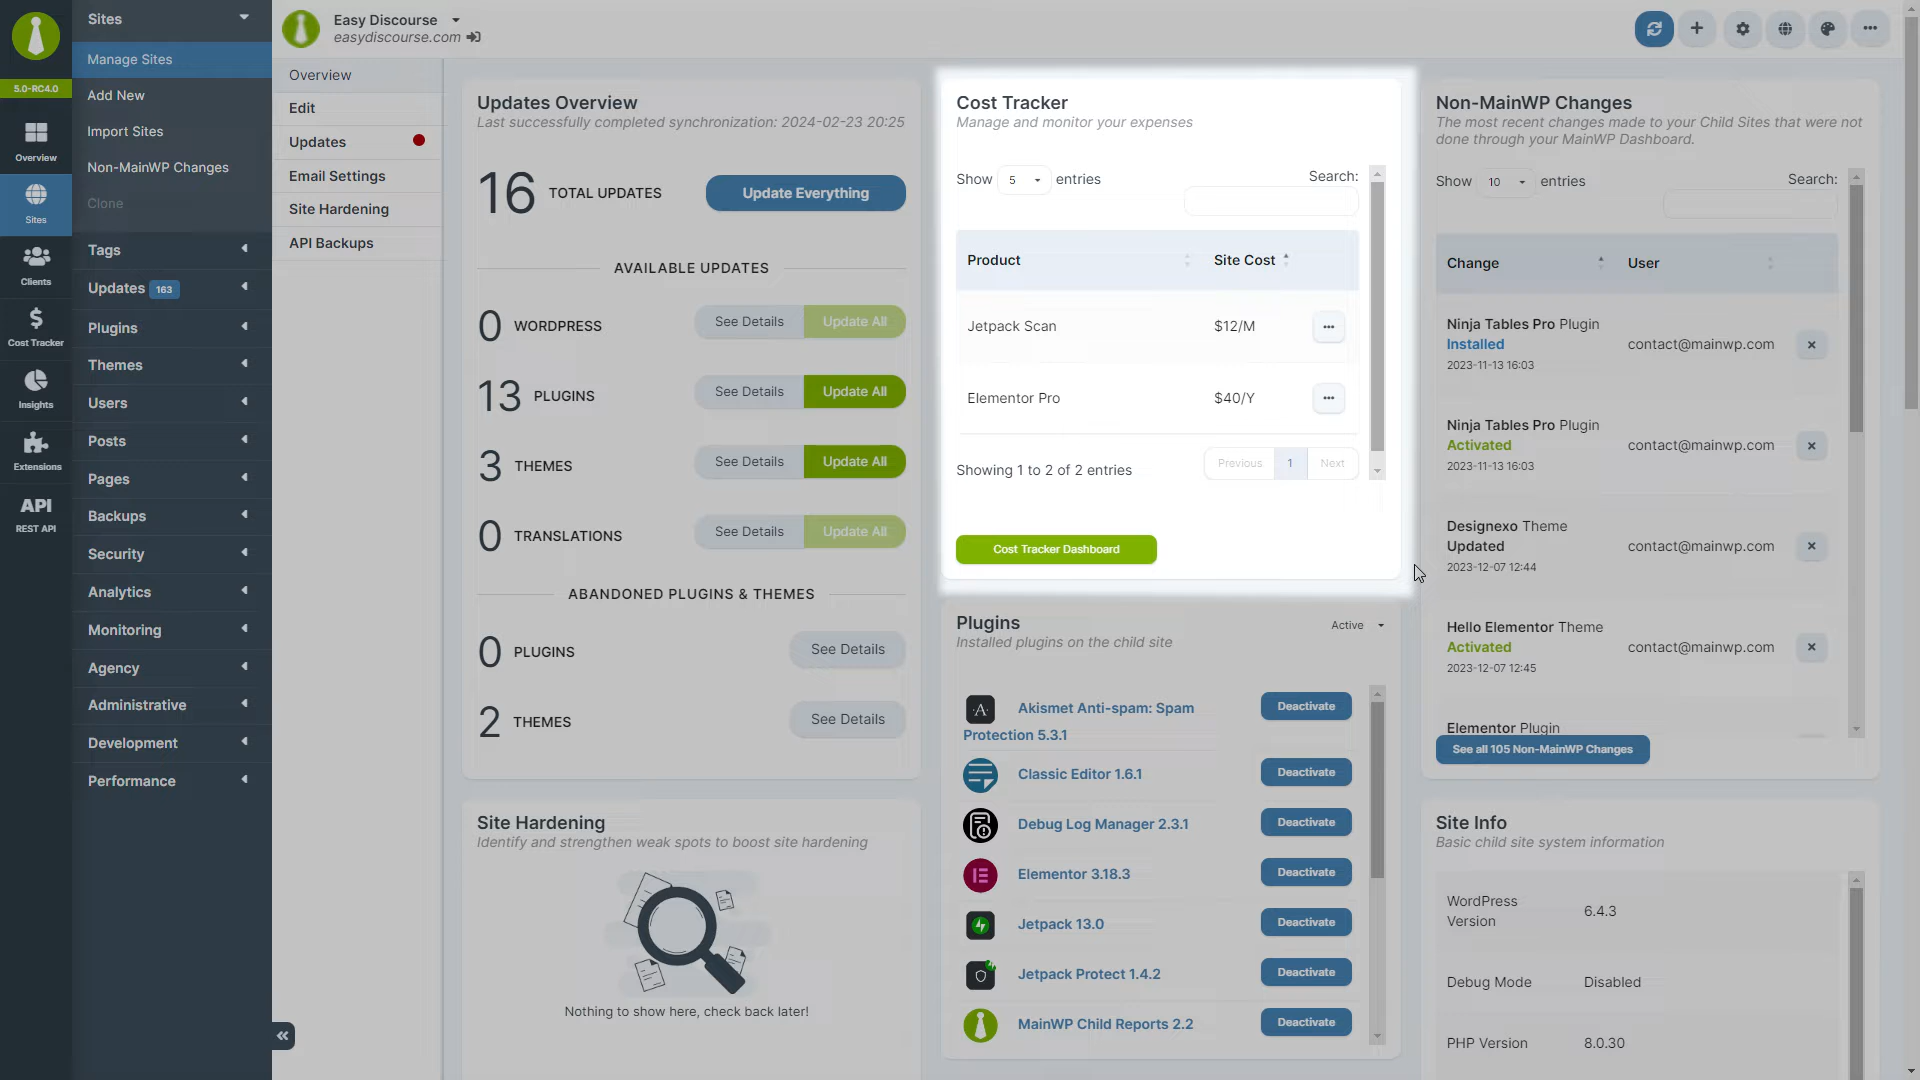 5.0-RC4.0
Overview
Sites
Clients
Cost Tracker
Insights
Extensions
API
REST API
Sites
Manage Sites
Add New
Import Sites
Non-MainWP Changes
Clone
Tags
Updates 163
Plugins
Themes
Users
Posts
Pages
Backups
Security
Analytics
Monitoring
Agency
Administrative
Development
Performance
Easy Discourse
easydiscourse.com
Overview
Edit
Updates
Email Settings
Site Hardening
API Backups
Updates Overview
Last successfully completed synchronization: 2024-02-23 20:25
16 TOTAL UPDATES Update Everything
AVAILABLE UPDATES
0 WORDPRESS See Details Update All
13 PLUGINS See Details Update All
3 THEMES See Details Update All
0 TRANSLATIONS See Details Update All
ABANDONED PLUGINS & THEMES
0 PLUGINS See Details
2 THEMES See Details
Site Hardening
Identify and strengthen weak spots to boost site hardening
Nothing to show here, check back later!
Cost Tracker
Manage and monitor your expenses
Show 5 entries Search:
Product Site Cost
Jetpack Scan $12/M
Elementor Pro $40/Y
Showing 1 to 2 of 2 entries Previous 1 Next
Cost Tracker Dashboard
Plugins Active
Installed plugins on the child site
Akismet Anti-spam: Spam Deactivate
Protection 5.3.1
Classic Editor 1.6.1 Deactivate
Debug Log Manager 2.3.1 Deactivate
Elementor 3.18.3 Deactivate
Jetpack 13.0 Deactivate
Jetpack Protect 1.4.2 Deactivate
MainWP Child Reports 2.2 Deactivate
Non-MainWP Changes
The most recent changes made to your Child Sites that were not
done through your MainWP Dashboard.
Show 10 entries Search:
Change User
Ninja Tables Pro Plugin
Installed contact@mainwp.com
2023-11-13 16:03
Ninja Tables Pro Plugin
Activated contact@mainwp.com
2023-11-13 16:03
Designexo Theme
Updated contact@mainwp.com
2023-12-07 12:44
Hello Elementor Theme
Activated contact@mainwp.com
2023-12-07 12:45
Elementor Plugin
See all 105 Non-MainWP Changes
Site Info
Basic child site system information
WordPress
Version 6.4.3
Debug Mode Disabled
PHP Version 8.0.30